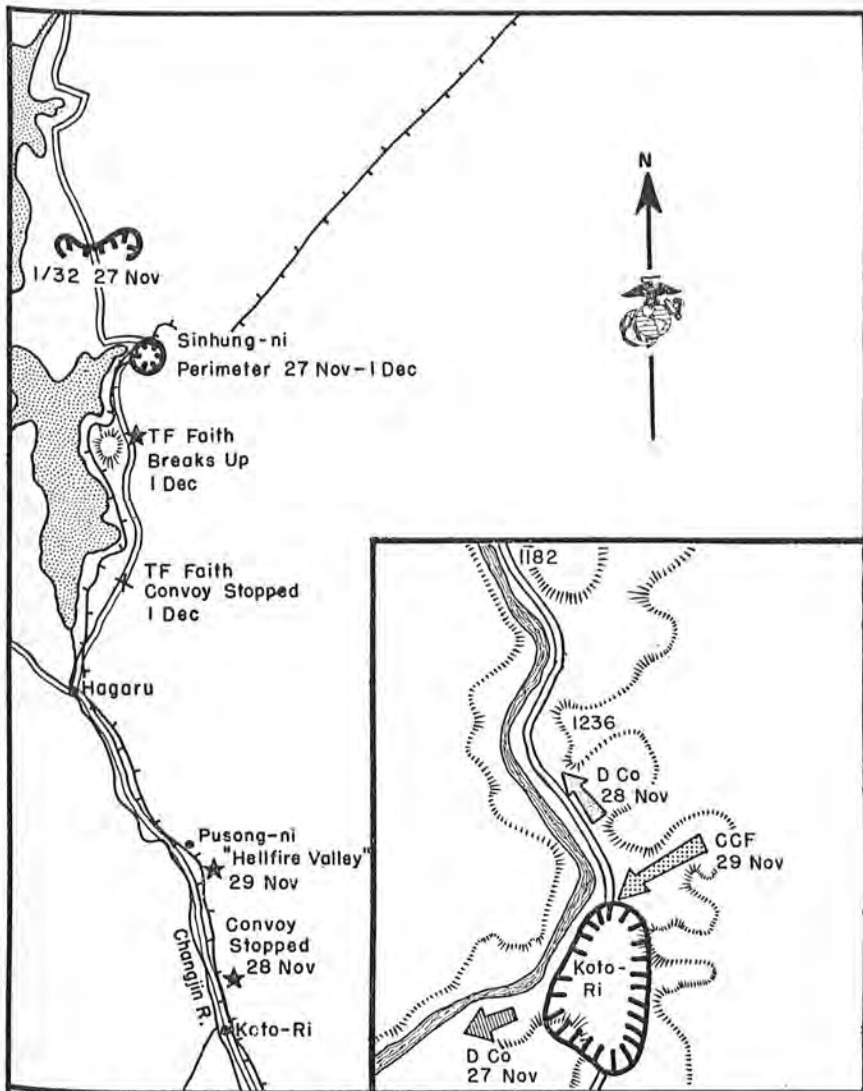 N
1/32 27 Nov
Sinhung-ni
Perimeter 27 Nov-1 Dec
TF Faith
Breaks Up
1 Dec
TF Faith
Convoy Stopped
1 Dec
Hagaru
Pusong-ni
"Hellfire Valley"
29 Nov
Convoy
Stopped
28 Nov
Changjin R.
Koto-Ri
1182
1236
D Co
28 Nov
CCF
29 Nov
Koto-
Ri
D Co
27 Nov